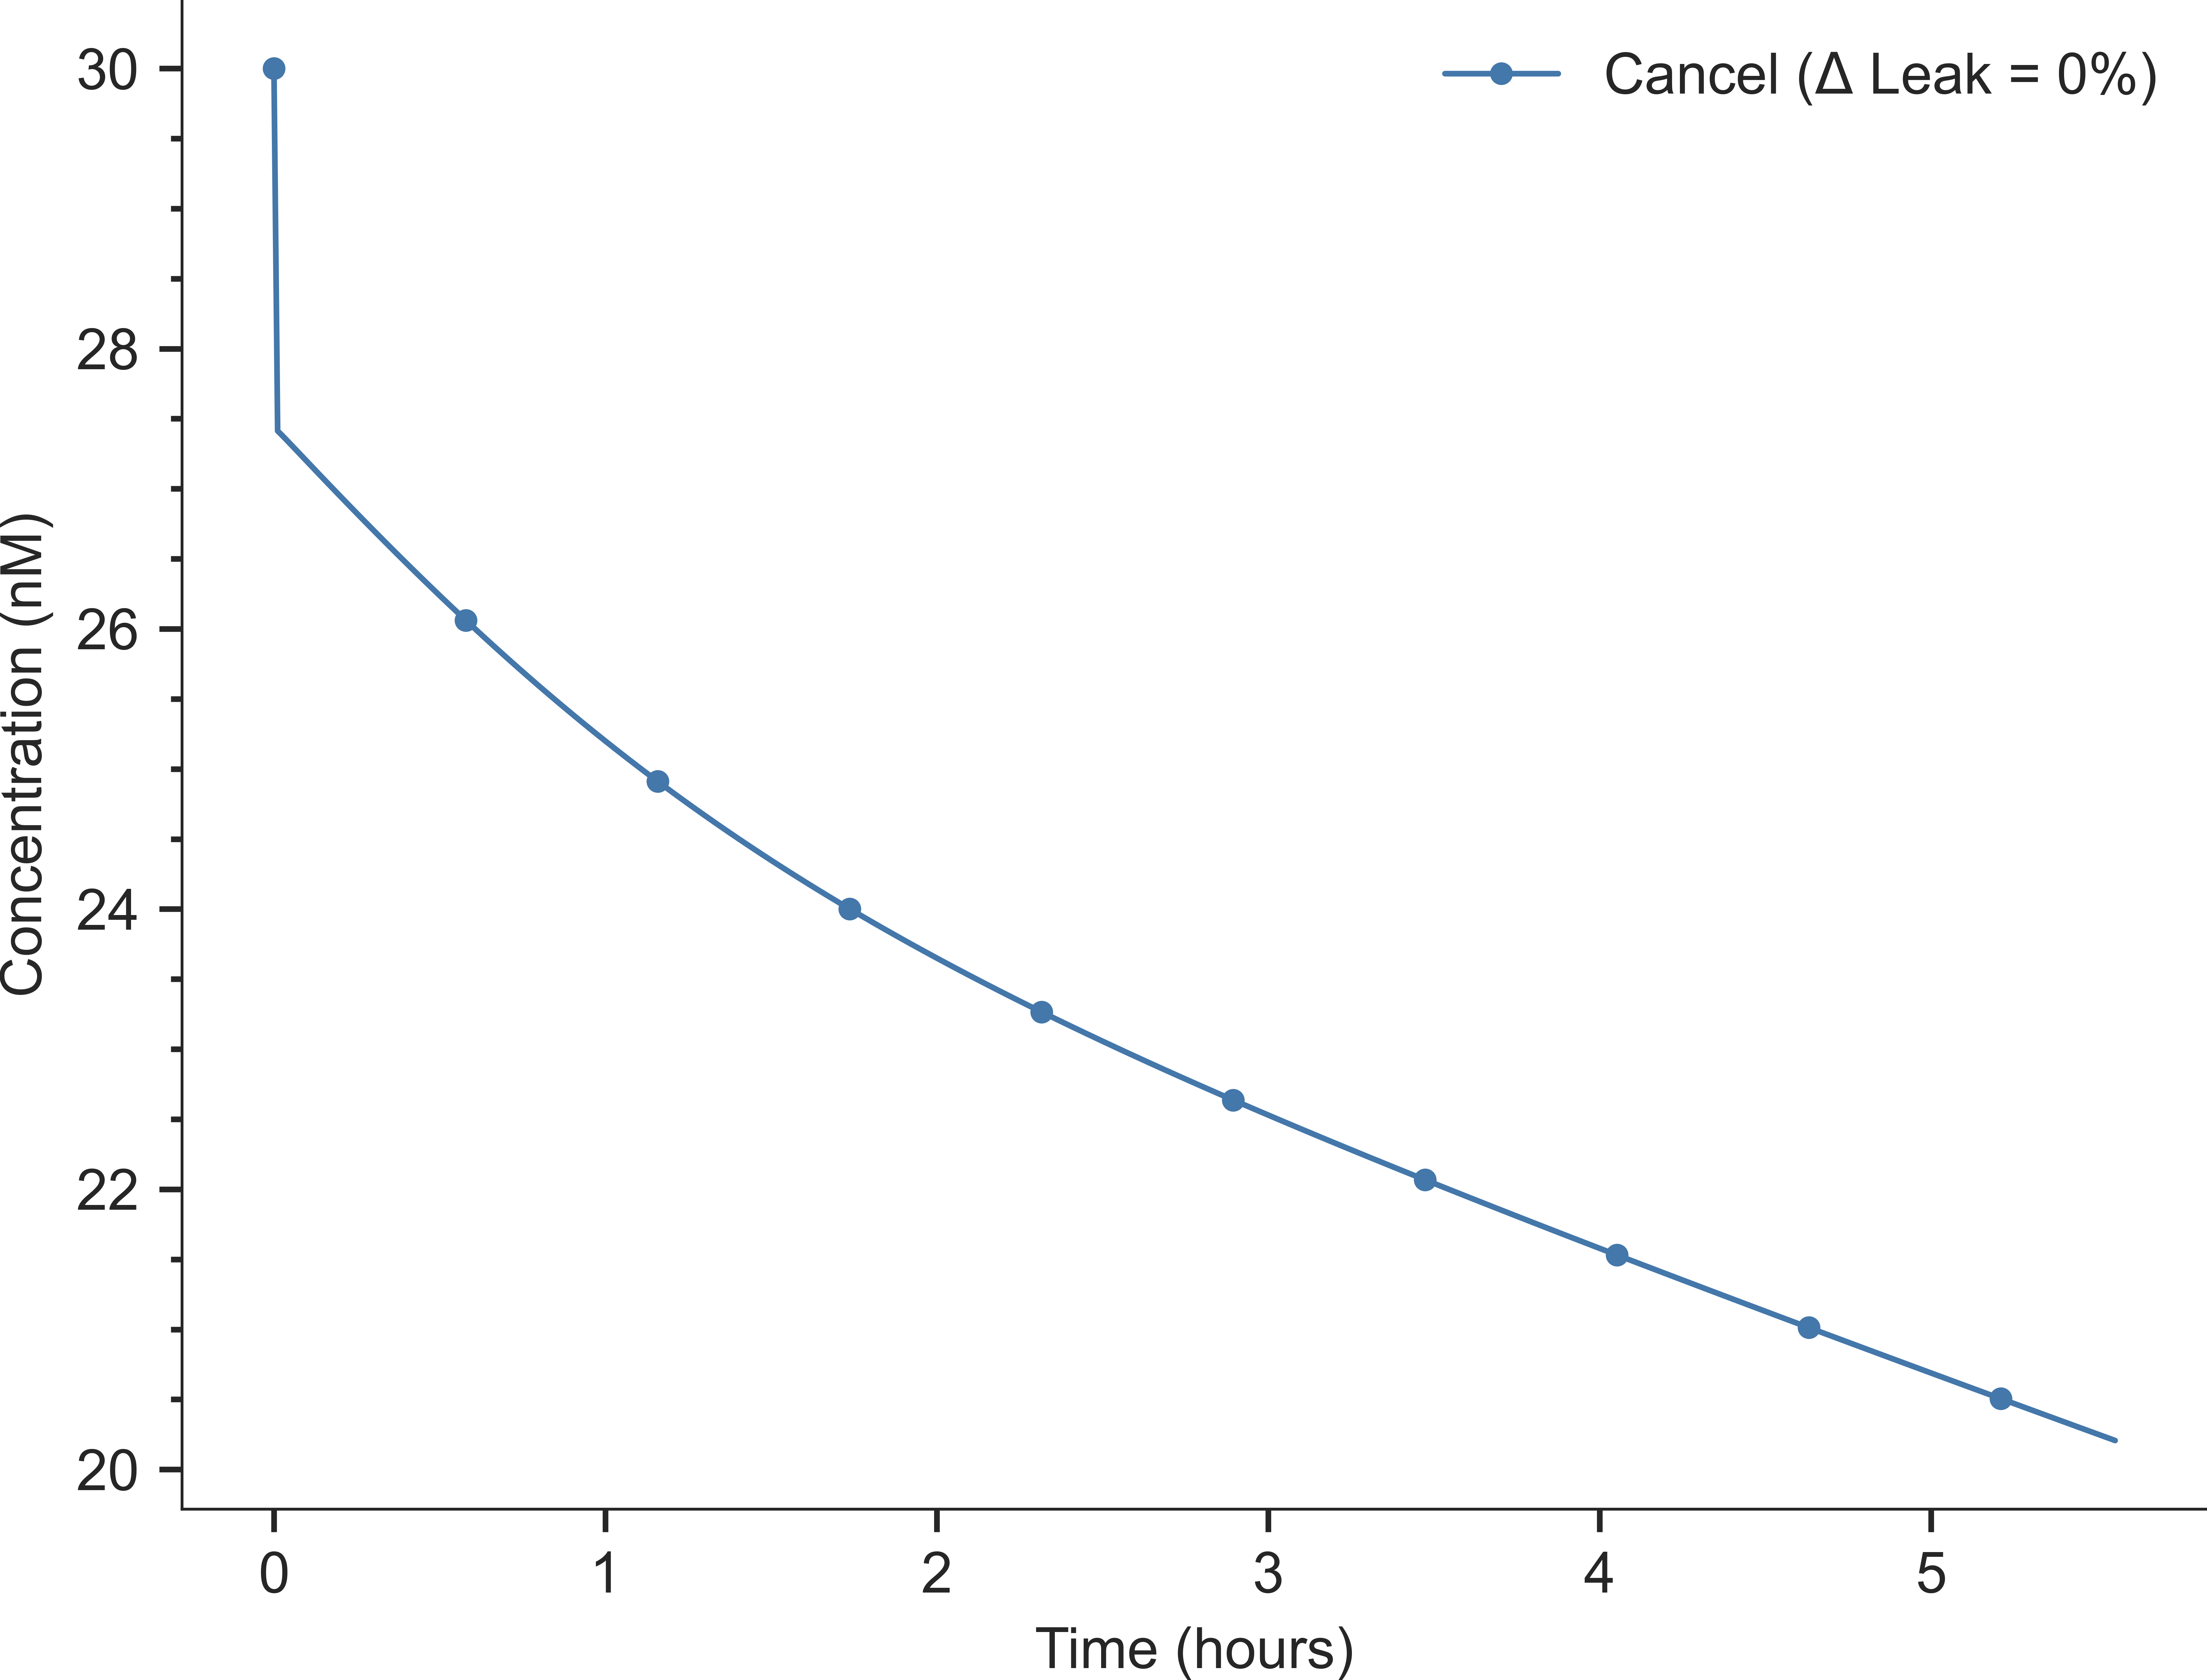 Cancel (Δ Leak = 0%)
Concentration (nM)
30
28
26
24
22
20
0 1 2 3 4 5
Time (hours)